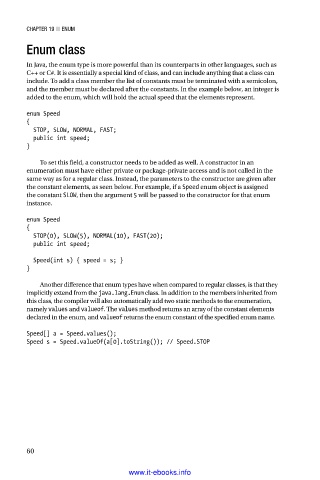 CHAPTER 19 ENUM
Enum class
In Java, the enum type is more powerful than its counterparts in other languages, such as
C++ or C#. It is essentially a special kind of class, and can include anything that a class can
include. To add a class member the list of constants must be terminated with a semicolon,
and the member must be declared after the constants. In the example below, an integer is
added to the enum, which will hold the actual speed that the elements represent.
enum Speed
{
STOP, SLOW, NORMAL, FAST;
public int speed;
}
To set this field, a constructor needs to be added as well. A constructor in an
enumeration must have either private or package-private access and is not called in the
same way as for a regular class. Instead, the parameters to the constructor are given after
the constant elements, as seen below. For example, if a Speed enum object is assigned
the constant SLOW, then the argument 5 will be passed to the constructor for that enum
instance.
enum Speed
{
STOP(0), SLOW(5), NORMAL(10), FAST(20);
public int speed;
Speed(int s) { speed = s; }
}
Another difference that enum types have when compared to regular classes, is that they
implicitly extend from the java.lang.Enum class. In addition to the members inherited from
this class, the compiler will also automatically add two static methods to the enumeration,
namely values and valueof. The values method returns an array of the constant elements
declared in the enum, and valueof returns the enum constant of the specified enum name.
Speed[] a = Speed.values();
Speed s = Speed.valueOf(a[0].toString()); // Speed.STOP
60
www.it-ebooks.info